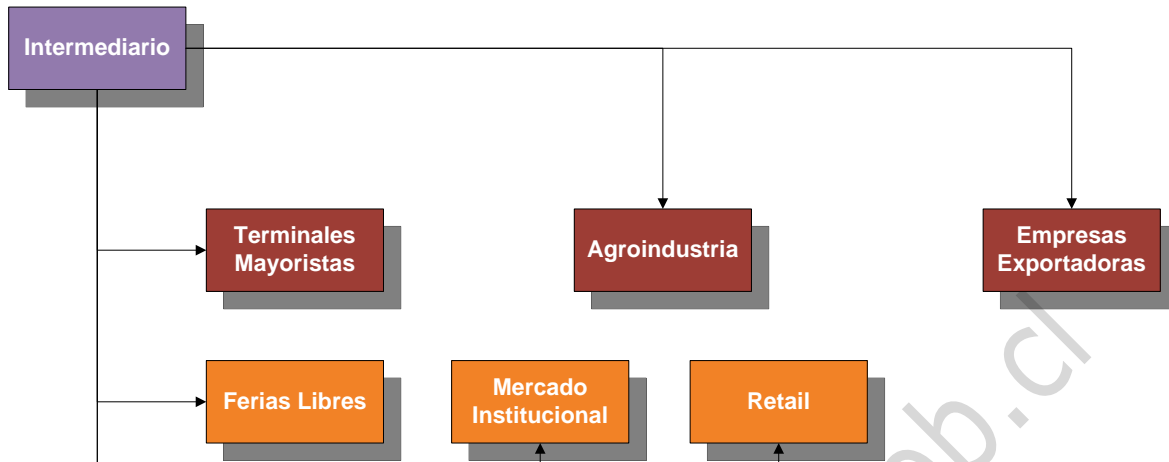 Intermediario
Terminales
Mayoristas
Agroindustria
Empresas
Exportadoras
Ferias Libres
Mercado
Institucional
Retail